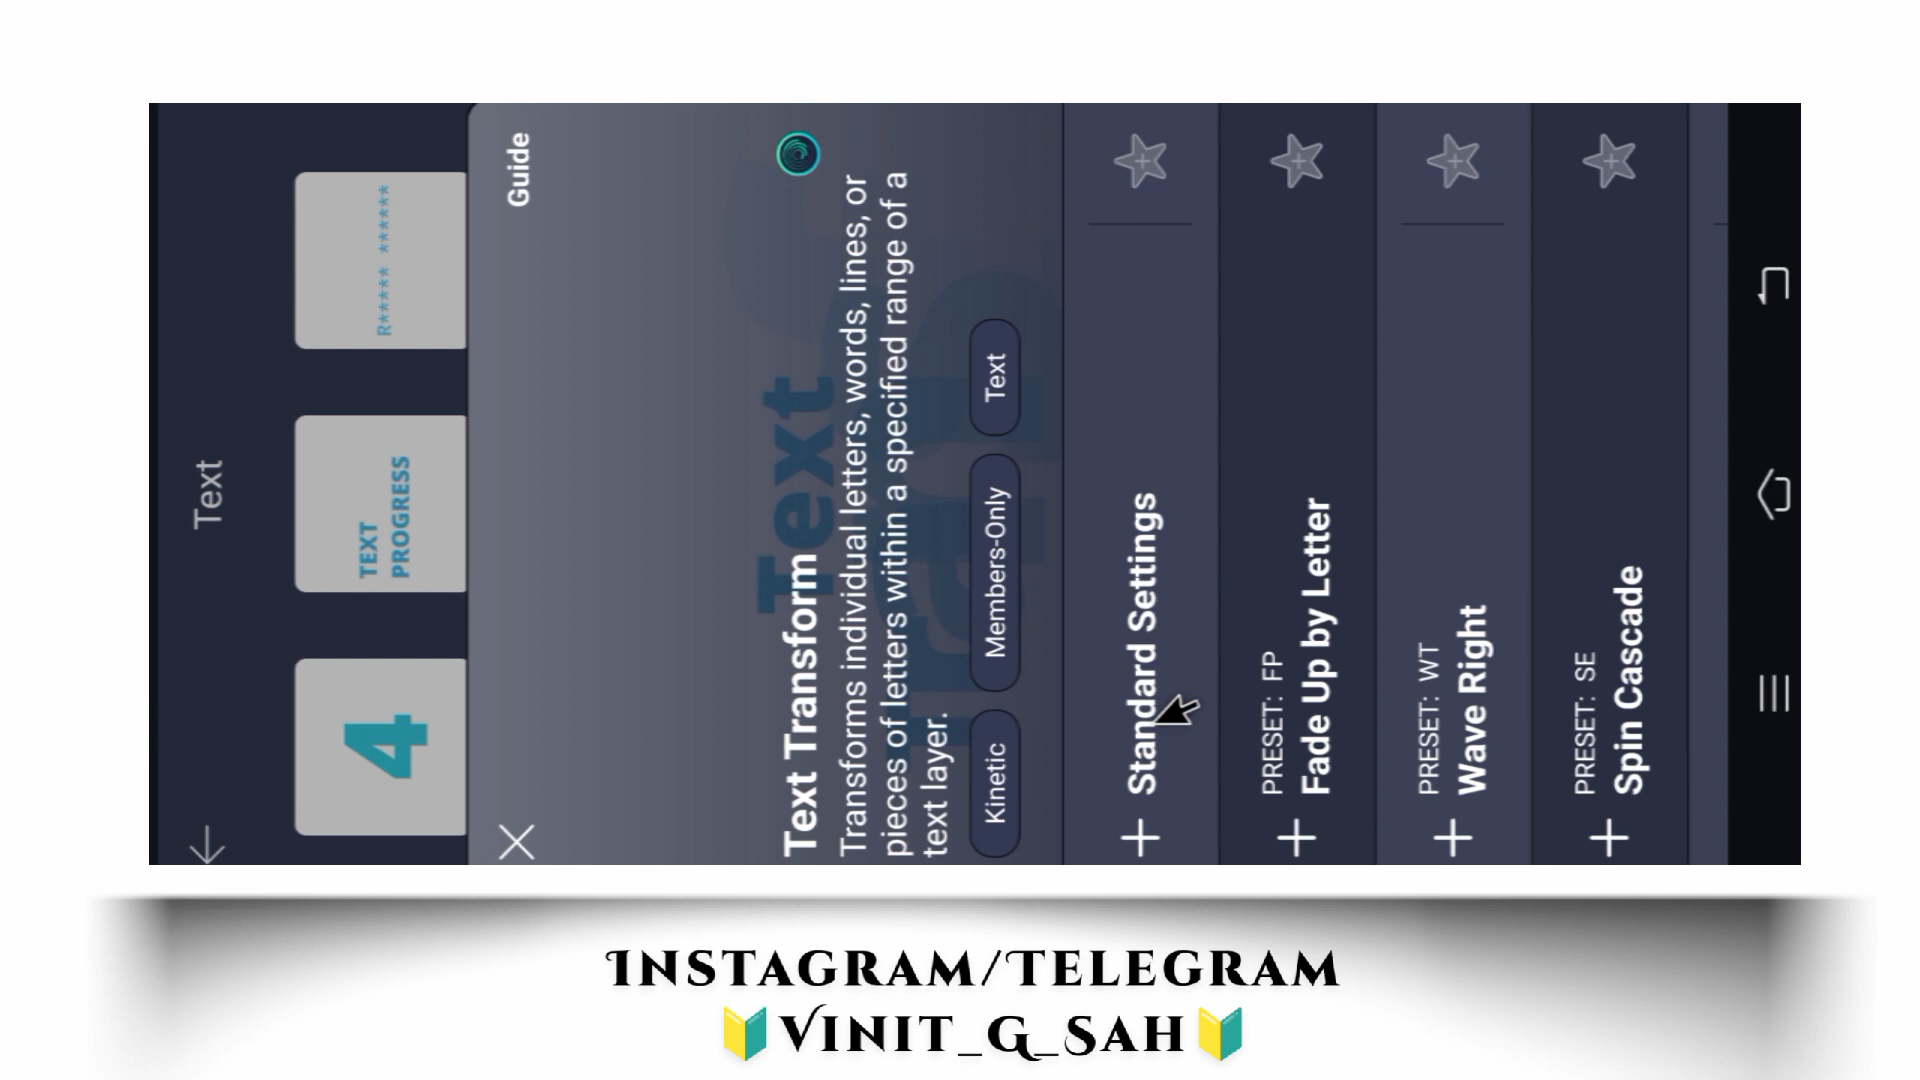 Text
4
TEXT
PROGRESS
R***** ******
Guide
Text
Text Transform
Transforms individual letters, words, lines, or
pieces of letters within a specified range of a
text layer.
Kinetic
Members-Only
Text
Standard Settings
PRESET: FP
Fade Up by Letter
PRESET: WT
Wave Right
PRESET: SE
Spin Cascade
INSTAGRAM/TELEGRAM
VINIT_G_SAH